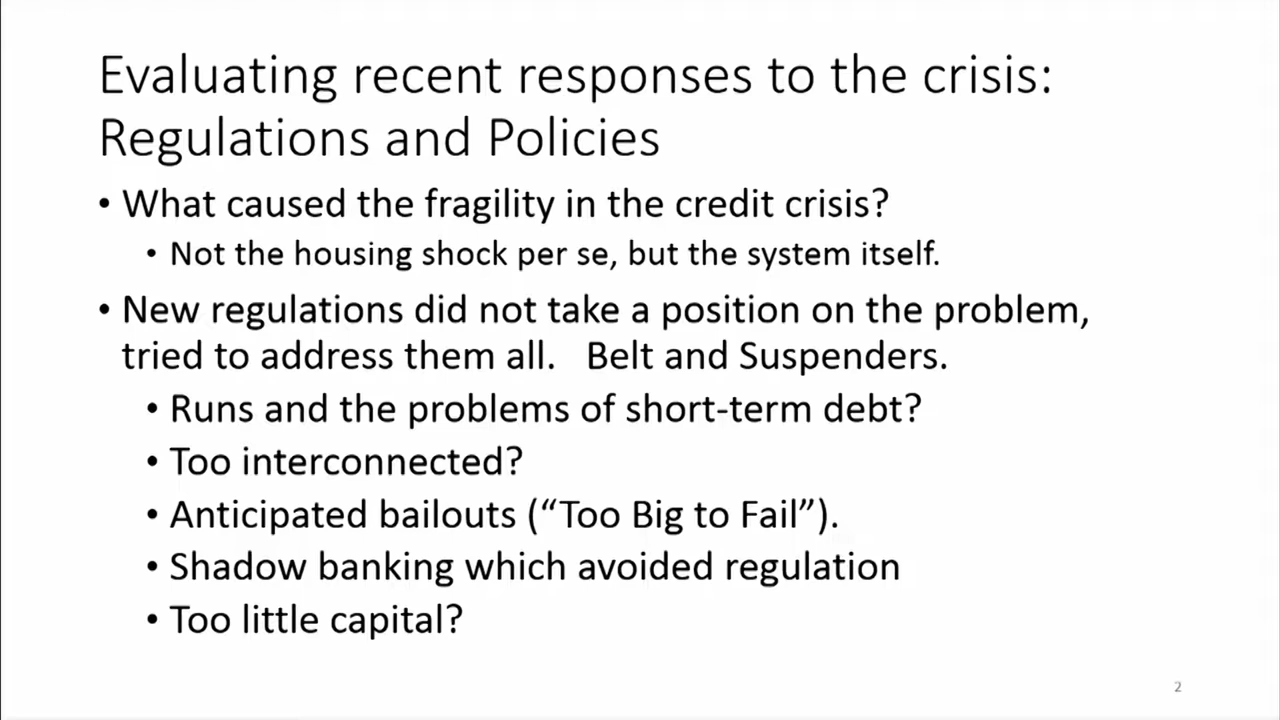 Evaluating recent responses to the crisis:
Regulations and Policies
• What caused the fragility in the credit crisis?
• Not the housing shock per se, but the system itself.
• New regulations did not take a position on the problem,
tried to address them all.   Belt and Suspenders.
• Runs and the problems of short-term debt?
• Too interconnected?
• Anticipated bailouts (“Too Big to Fail”).
• Shadow banking which avoided regulation
• Too little capital?
2